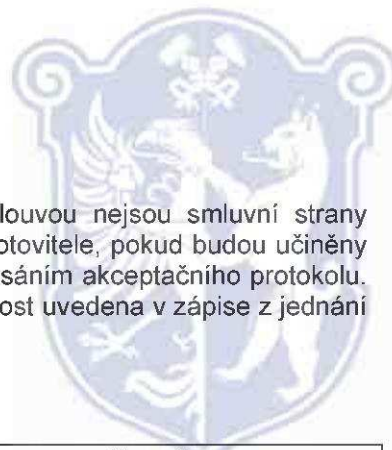 louvou nejsou smluvní strany
otovitele, pokud budou učiněny
sáním akceptačního protokolu.
ost uvedena v zápise z jednání